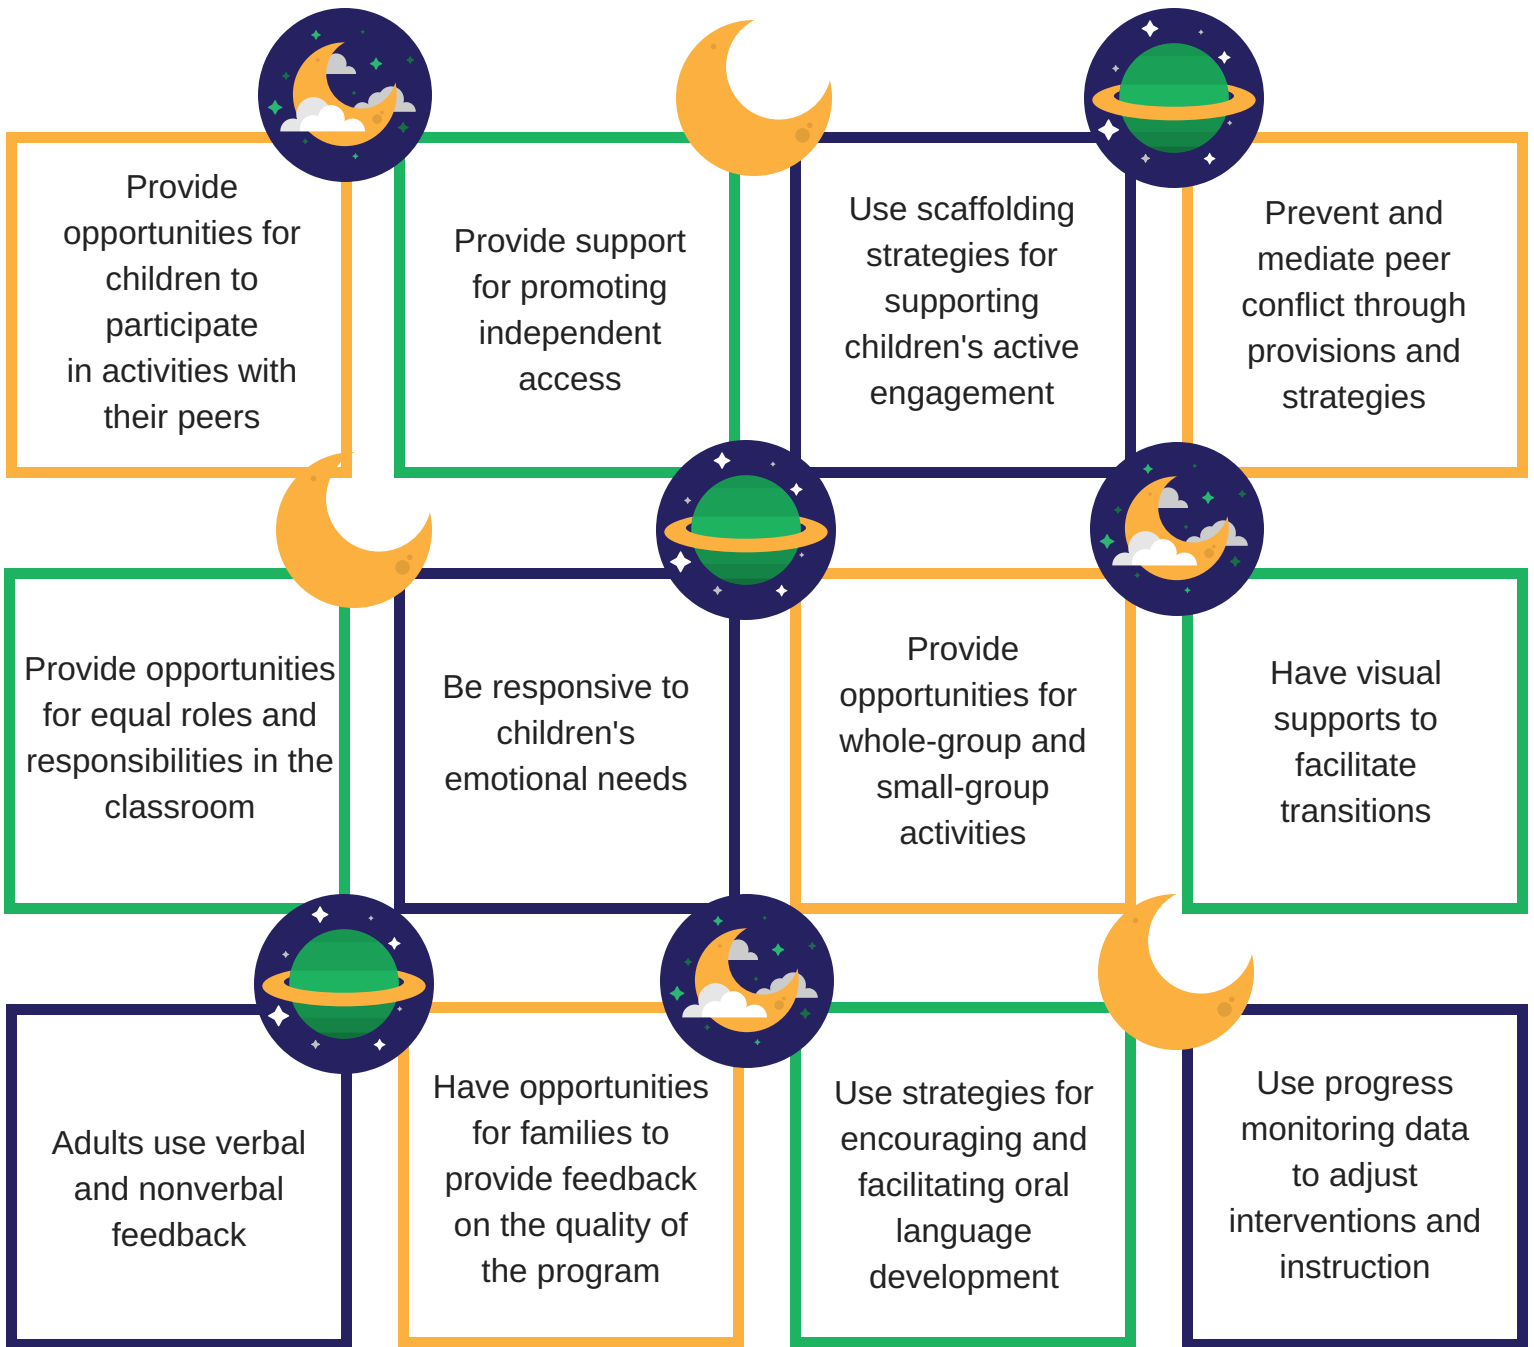 Provide
opportunities for
children to
participate
in activities with
their peers
Provide support
for promoting
independent
access
Use scaffolding
strategies for
supporting
children's active
engagement
Prevent and
mediate peer
conflict through
provisions and
strategies
Provide opportunities
for equal roles and
responsibilities in the
classroom
Be responsive to
children's
emotional needs
Provide
opportunities for
whole-group and
small-group
activities
Have visual
supports to
facilitate
transitions
Adults use verbal
and nonverbal
feedback
Have opportunities
for families to
provide feedback
on the quality of
the program
Use strategies for
encouraging and
facilitating oral
language
development
Use progress
monitoring data
to adjust
interventions and
instruction